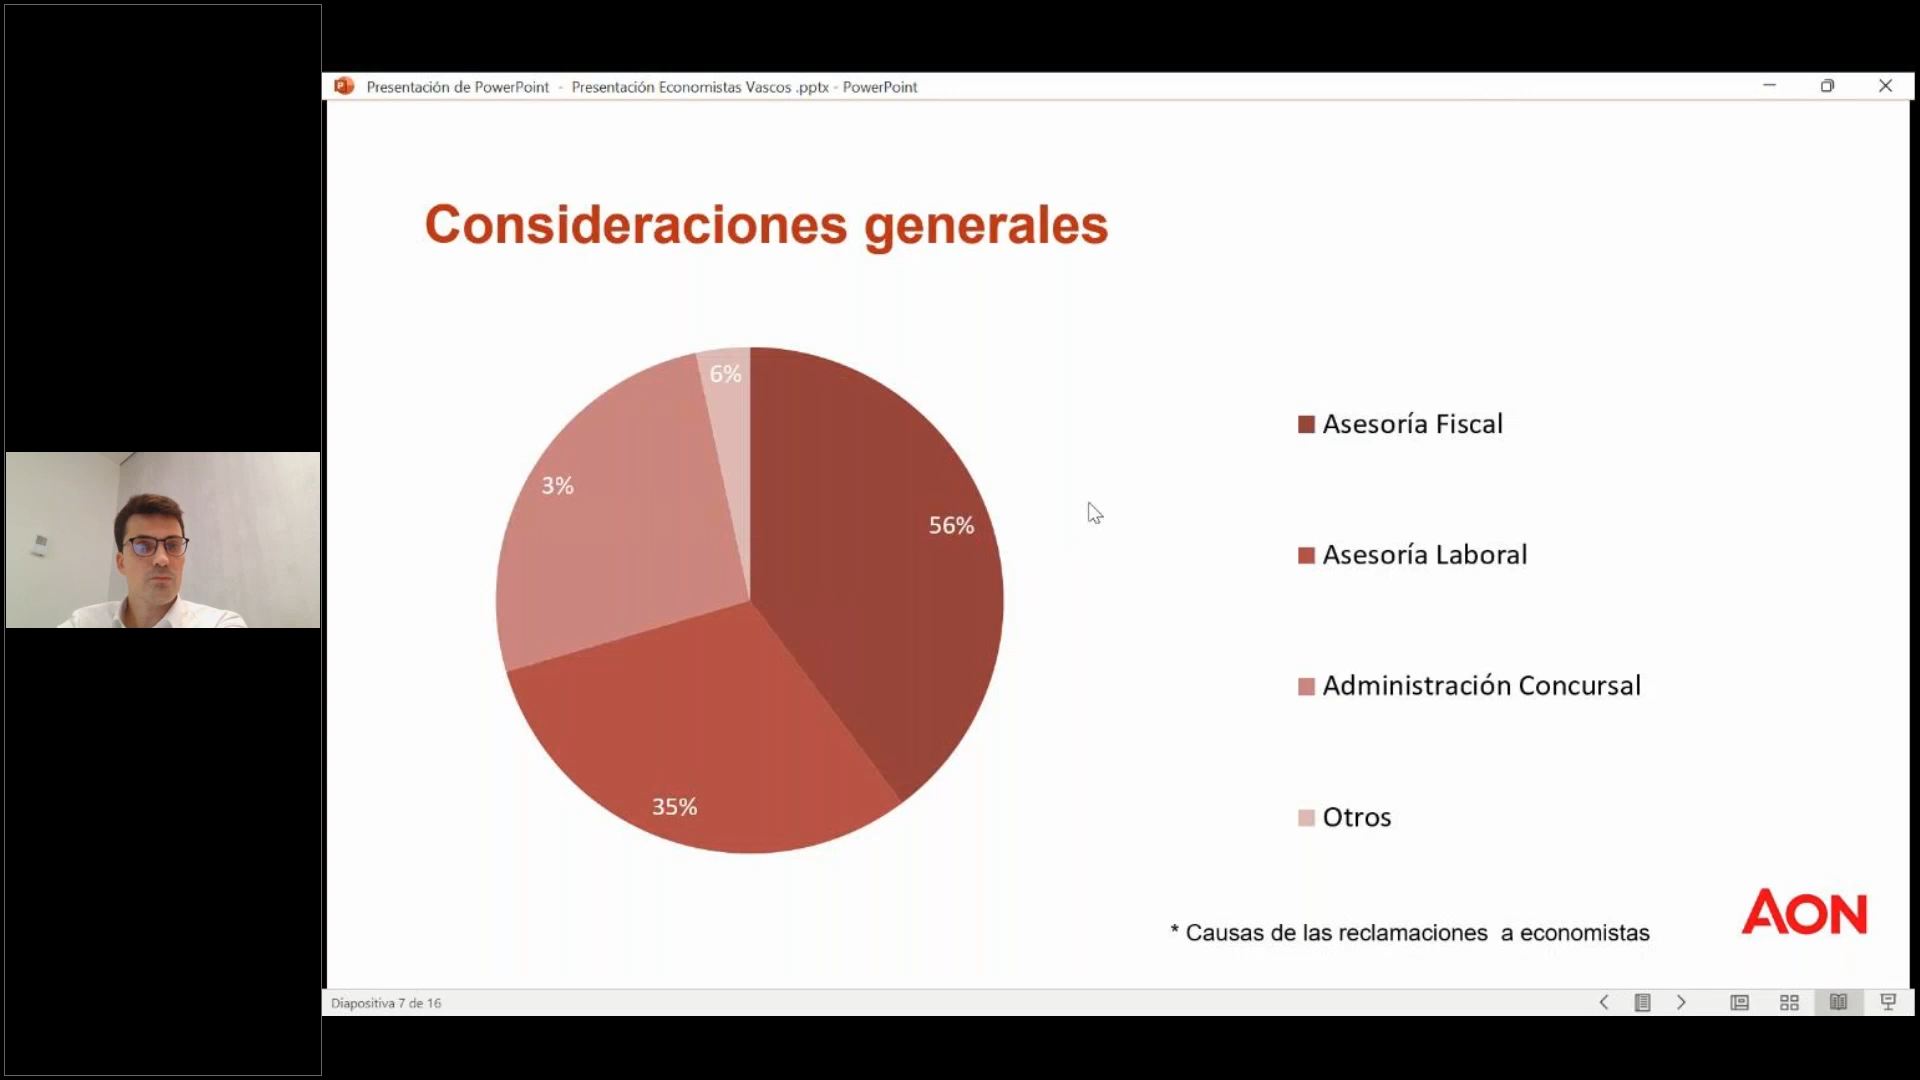 Presentación de PowerPoint - Presentación Economistas Vascos .pptx - PowerPoint
Consideraciones generales
6%
3%
56%
35%
Asesoría Fiscal
Asesoría Laboral
Administración Concursal
Otros
* Causas de las reclamaciones a economistas
AON
Diapositiva 7 de 16